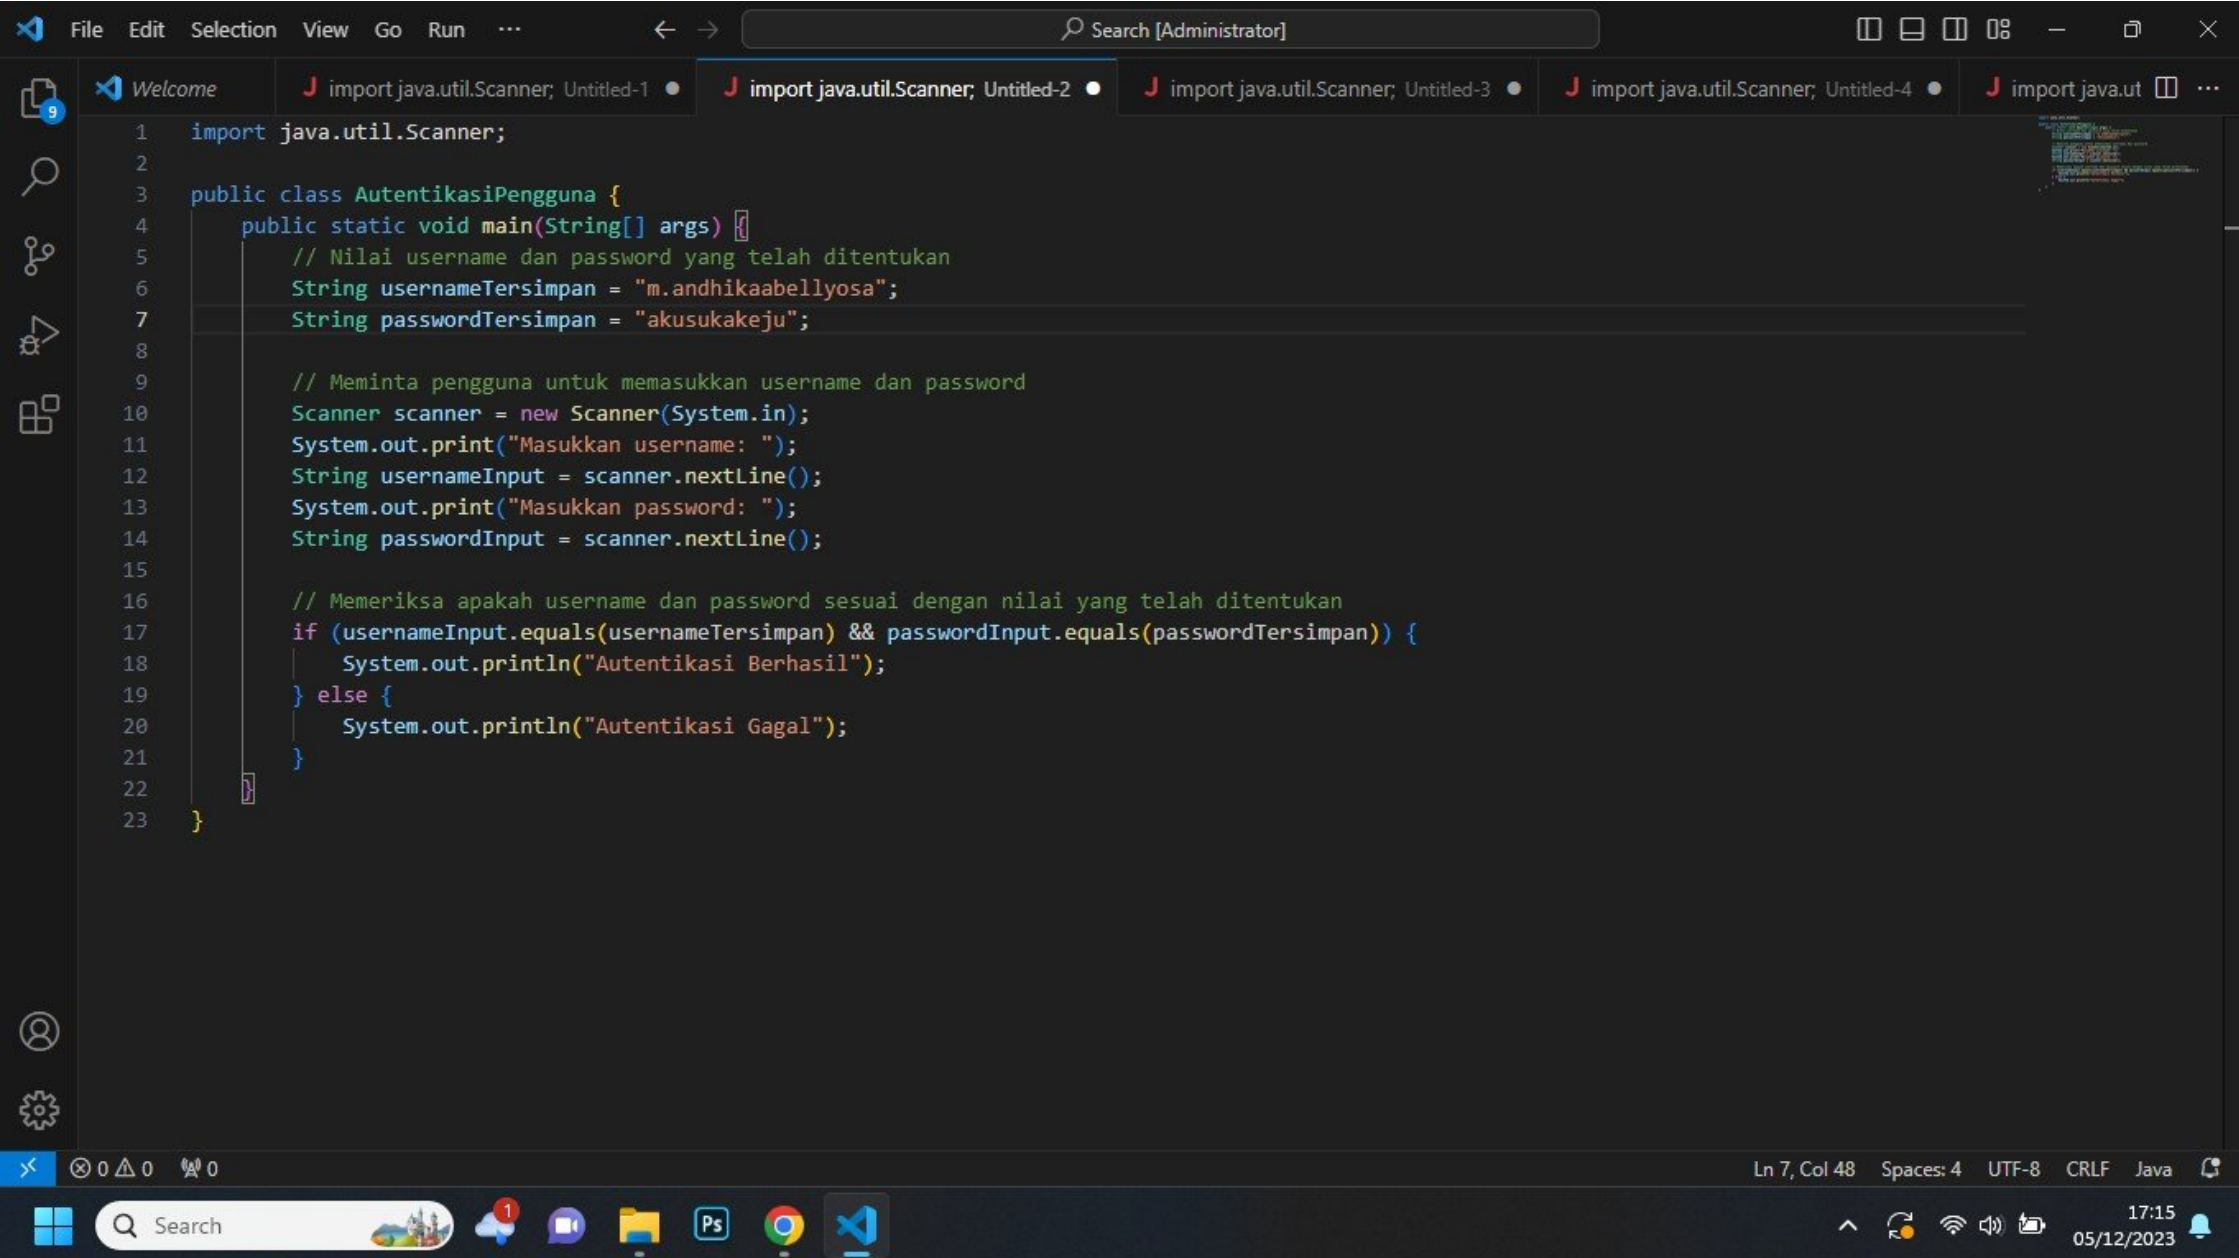 File Edit Selection View Go Run ··· Search [Administrator]
9
Welcome J import java.util.Scanner; Untitled-1 J import java.util.Scanner; Untitled-2 J import java.util.Scanner; Untitled-3 J import java.util.Scanner; Untitled-4 J import java.ut ···
1 import java.util.Scanner;
2
3 public class AutentikasiPengguna {
4 public static void main(String[] args) {
5 // Nilai username dan password yang telah ditentukan
6 String usernameTersimpan = "m.andhikaabellyosa";
7 String passwordTersimpan = "akusukakeju";
8
9 // Meminta pengguna untuk memasukkan username dan password
10 Scanner scanner = new Scanner(System.in);
11 System.out.print("Masukkan username: ");
12 String usernameInput = scanner.nextLine();
13 System.out.print("Masukkan password: ");
14 String passwordInput = scanner.nextLine();
15
16 // Memeriksa apakah username dan password sesuai dengan nilai yang telah ditentukan
17 if (usernameInput.equals(usernameTersimpan) && passwordInput.equals(passwordTersimpan)) {
18 System.out.println("Autentikasi Berhasil");
19 } else {
20 System.out.println("Autentikasi Gagal");
21 }
22 }
23 }
0 0 0 Ln 7, Col 48 Spaces: 4 UTF-8 CRLF Java
Search 1 Ps 17:15
05/12/2023